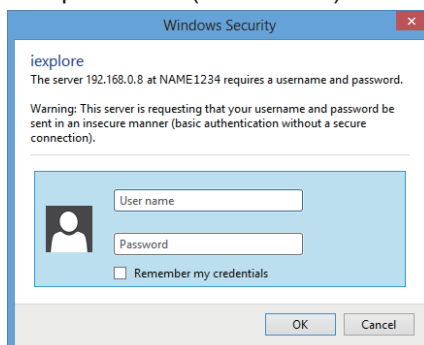 Windows Security
iexplore
The server 192.168.0.8 at NAME1234 requires a username and password.
Warning: This server is requesting that your username and password be
sent in an insecure manner (basic authentication without a secure
connection).
User name
Password
Remember my credentials
OK Cancel